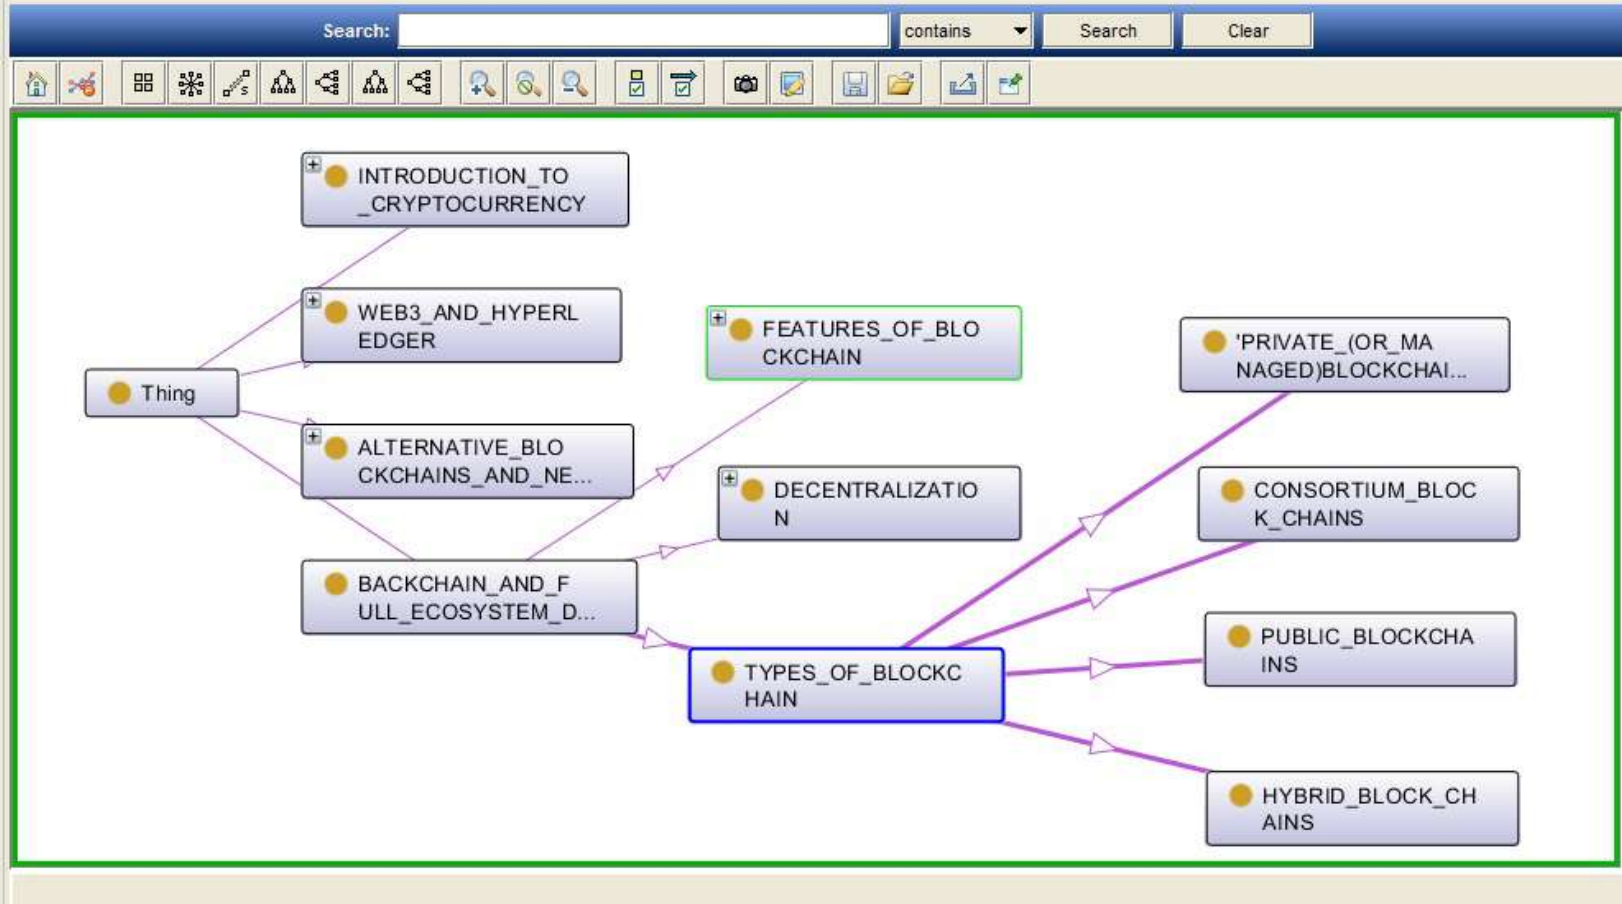 Search:
contains
Search
Clear
INTRODUCTION_TO
_CRYPTOCURRENCY
WEB3_AND_HYPERL
EDGER
Thing
ALTERNATIVE_BLO
CKCHAINS_AND_NE...
BACKCHAIN_AND_F
ULL_ECOSYSTEM_D...
FEATURES_OF_BLO
CKCHAIN
DECENTRALIZATIO
N
TYPES_OF_BLOCKC
HAIN
'PRIVATE_(OR_MA
NAGED)BLOCKCHAI...
CONSORTIUM_BLOC
K_CHAINS
PUBLIC_BLOCKCHA
INS
HYBRID_BLOCK_CH
AINS